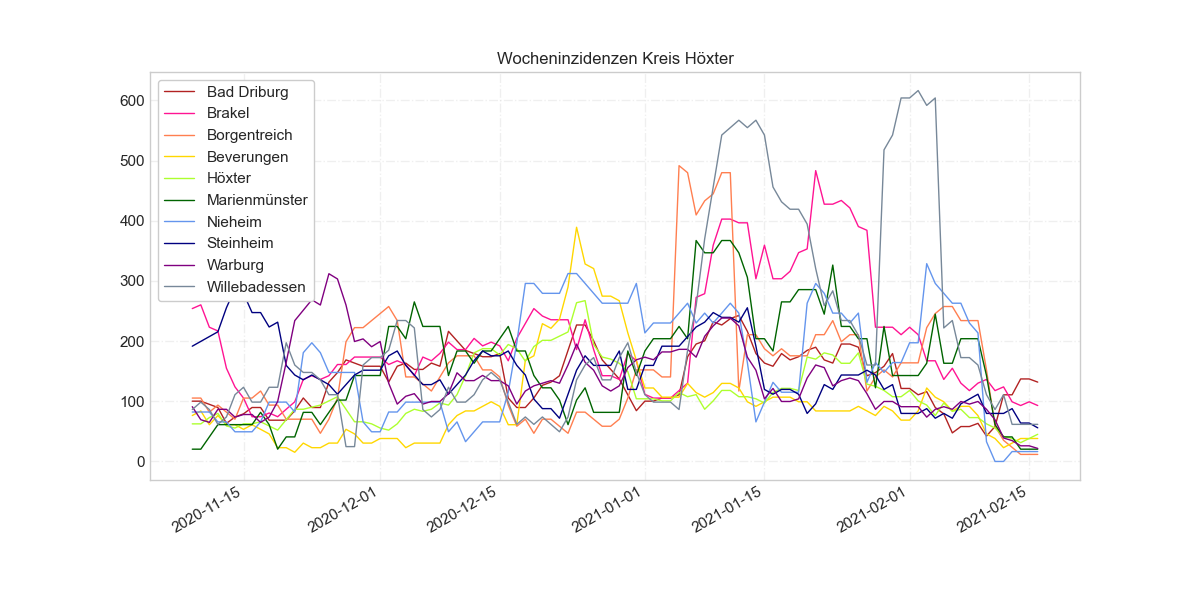 Wocheninzidenzen Kreis Höxter
600
500
400
300
200
100
0
Bad Driburg
Brakel
Borgentreich
Beverungen
Höxter
Marienmünster
Nieheim
Steinheim
Warburg
Willebadessen
2020-11-15
2020-12-01
2020-12-15
2021-01-01
2021-01-15
2021-02-01
2021-02-15